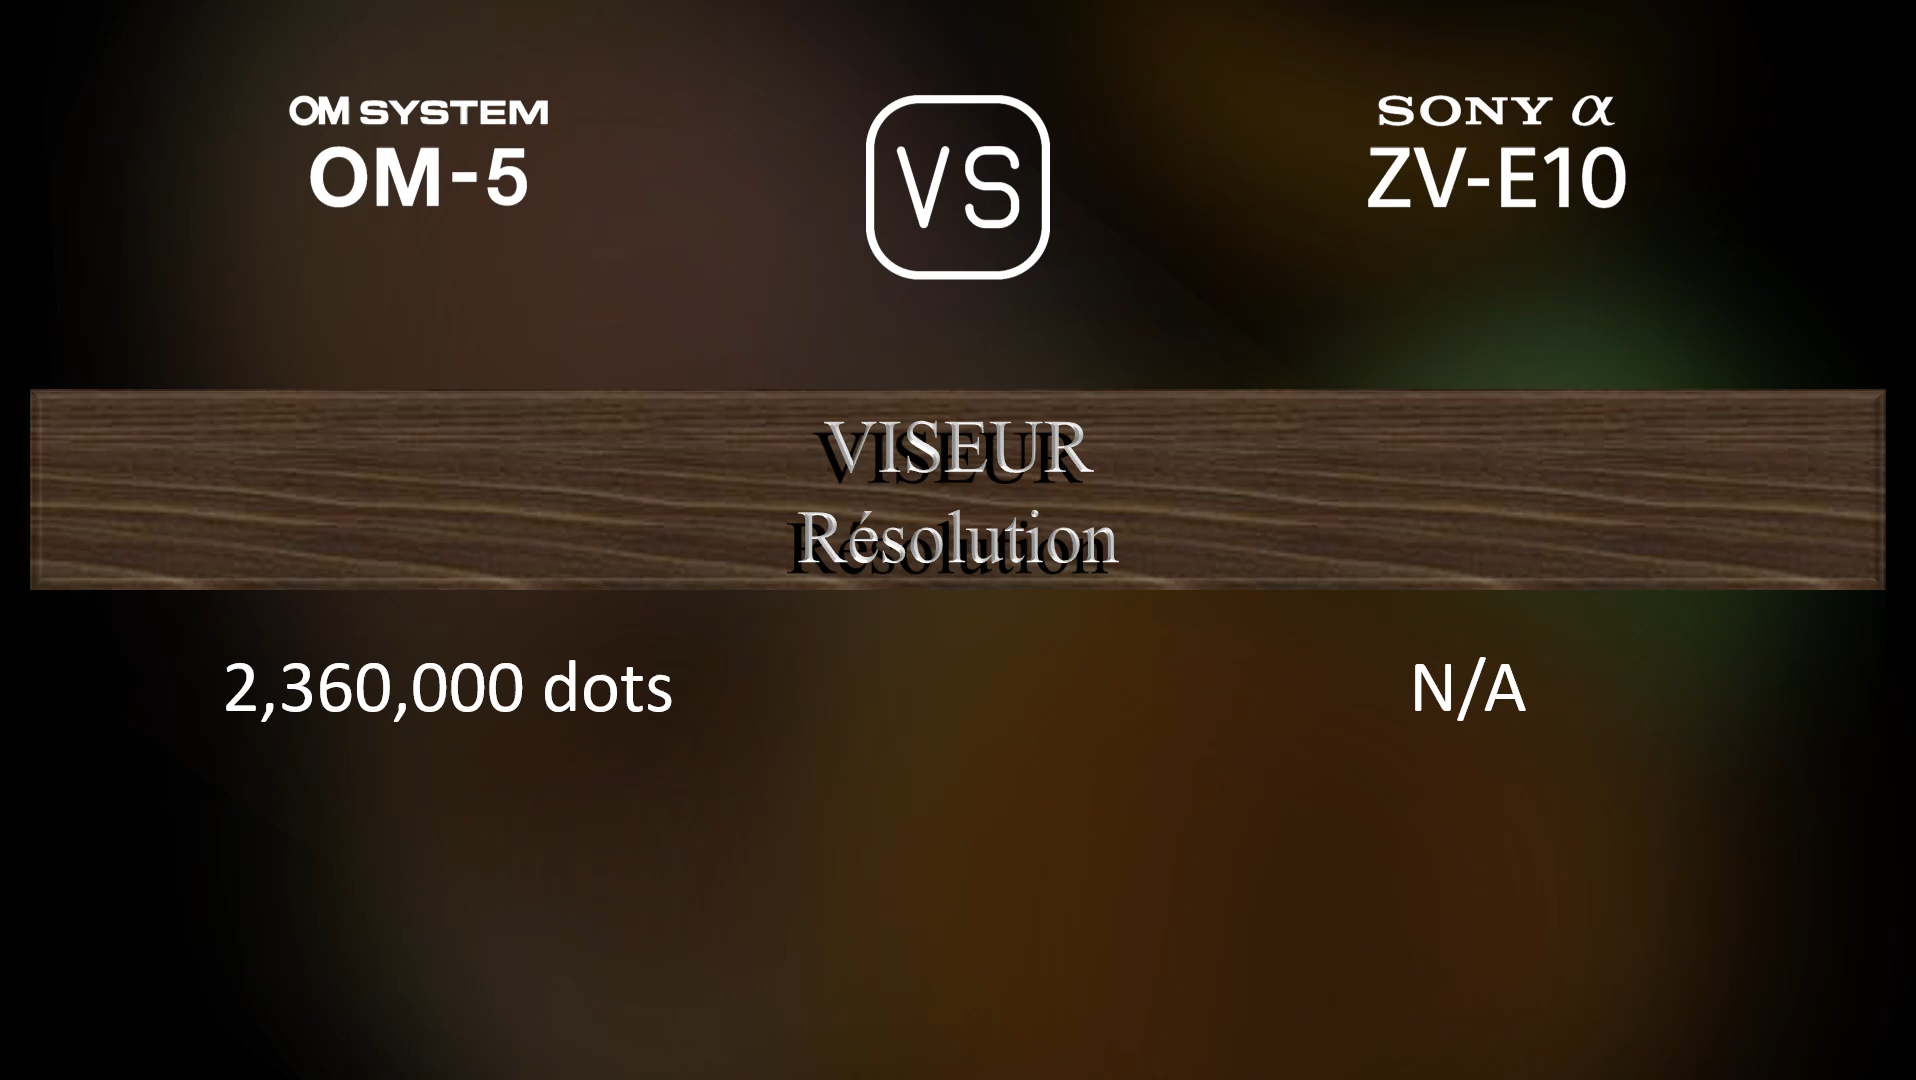 OM SYSTEM
OM-5
VS
SONY α
ZV-E10
VISEUR
Résolution
2,360,000 dots
N/A